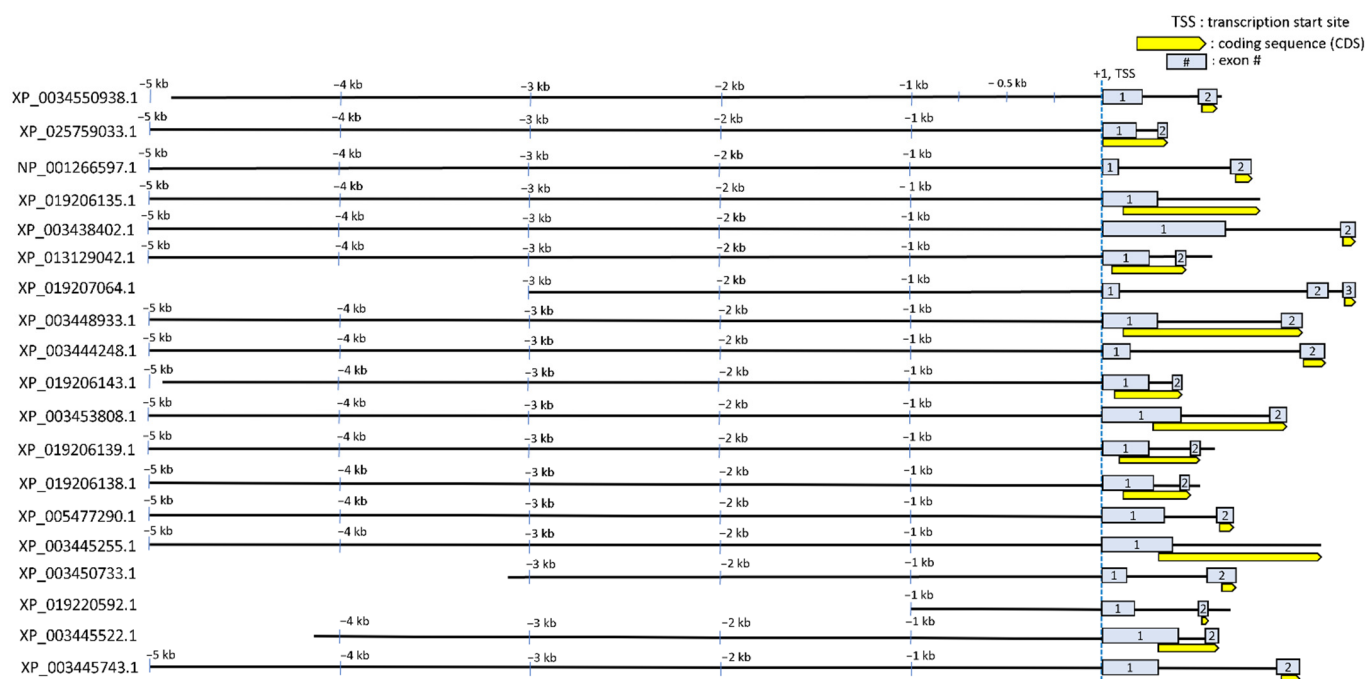 TSS : transcription start site
: coding sequence (CDS)
# : exon #
+1, TSS
XP_0034550938.1 −5 kb −4 kb −3 kb −2 kb −1 kb −0.5 kb 1 2
XP_025759033.1 −5 kb −4 kb −3 kb −2 kb −1 kb 1 2
NP_001266597.1 −5 kb −4 kb −3 kb −2 kb −1 kb 1 2
XP_019206135.1 −5 kb −4 kb −3 kb −2 kb −1 kb 1
XP_003438402.1 −5 kb −4 kb −3 kb −2 kb −1 kb 1 2
XP_013129042.1 −5 kb −4 kb −3 kb −2 kb −1 kb 1 2
XP_019207064.1 −3 kb −2 kb −1 kb 1 2 3
XP_003448933.1 −5 kb −4 kb −3 kb −2 kb −1 kb 1 2
XP_003444248.1 −5 kb −4 kb −3 kb −2 kb −1 kb 1 2
XP_019206143.1 −5 kb −4 kb −3 kb −2 kb −1 kb 1 2
XP_003453808.1 −5 kb −4 kb −3 kb −2 kb −1 kb 1 2
XP_019206139.1 −5 kb −4 kb −3 kb −2 kb −1 kb 1 2
XP_019206138.1 −5 kb −4 kb −3 kb −2 kb −1 kb 1 2
XP_005477290.1 −5 kb −4 kb −3 kb −2 kb −1 kb 1 2
XP_003445255.1 −5 kb −4 kb −3 kb −2 kb −1 kb 1
XP_003450733.1 −3 kb −2 kb −1 kb 1 2
XP_019220592.1 −1 kb 1 2
XP_003445522.1 −4 kb −3 kb −2 kb −1 kb 1 2
XP_003445743.1 −5 kb −4 kb −3 kb −2 kb −1 kb 1 2